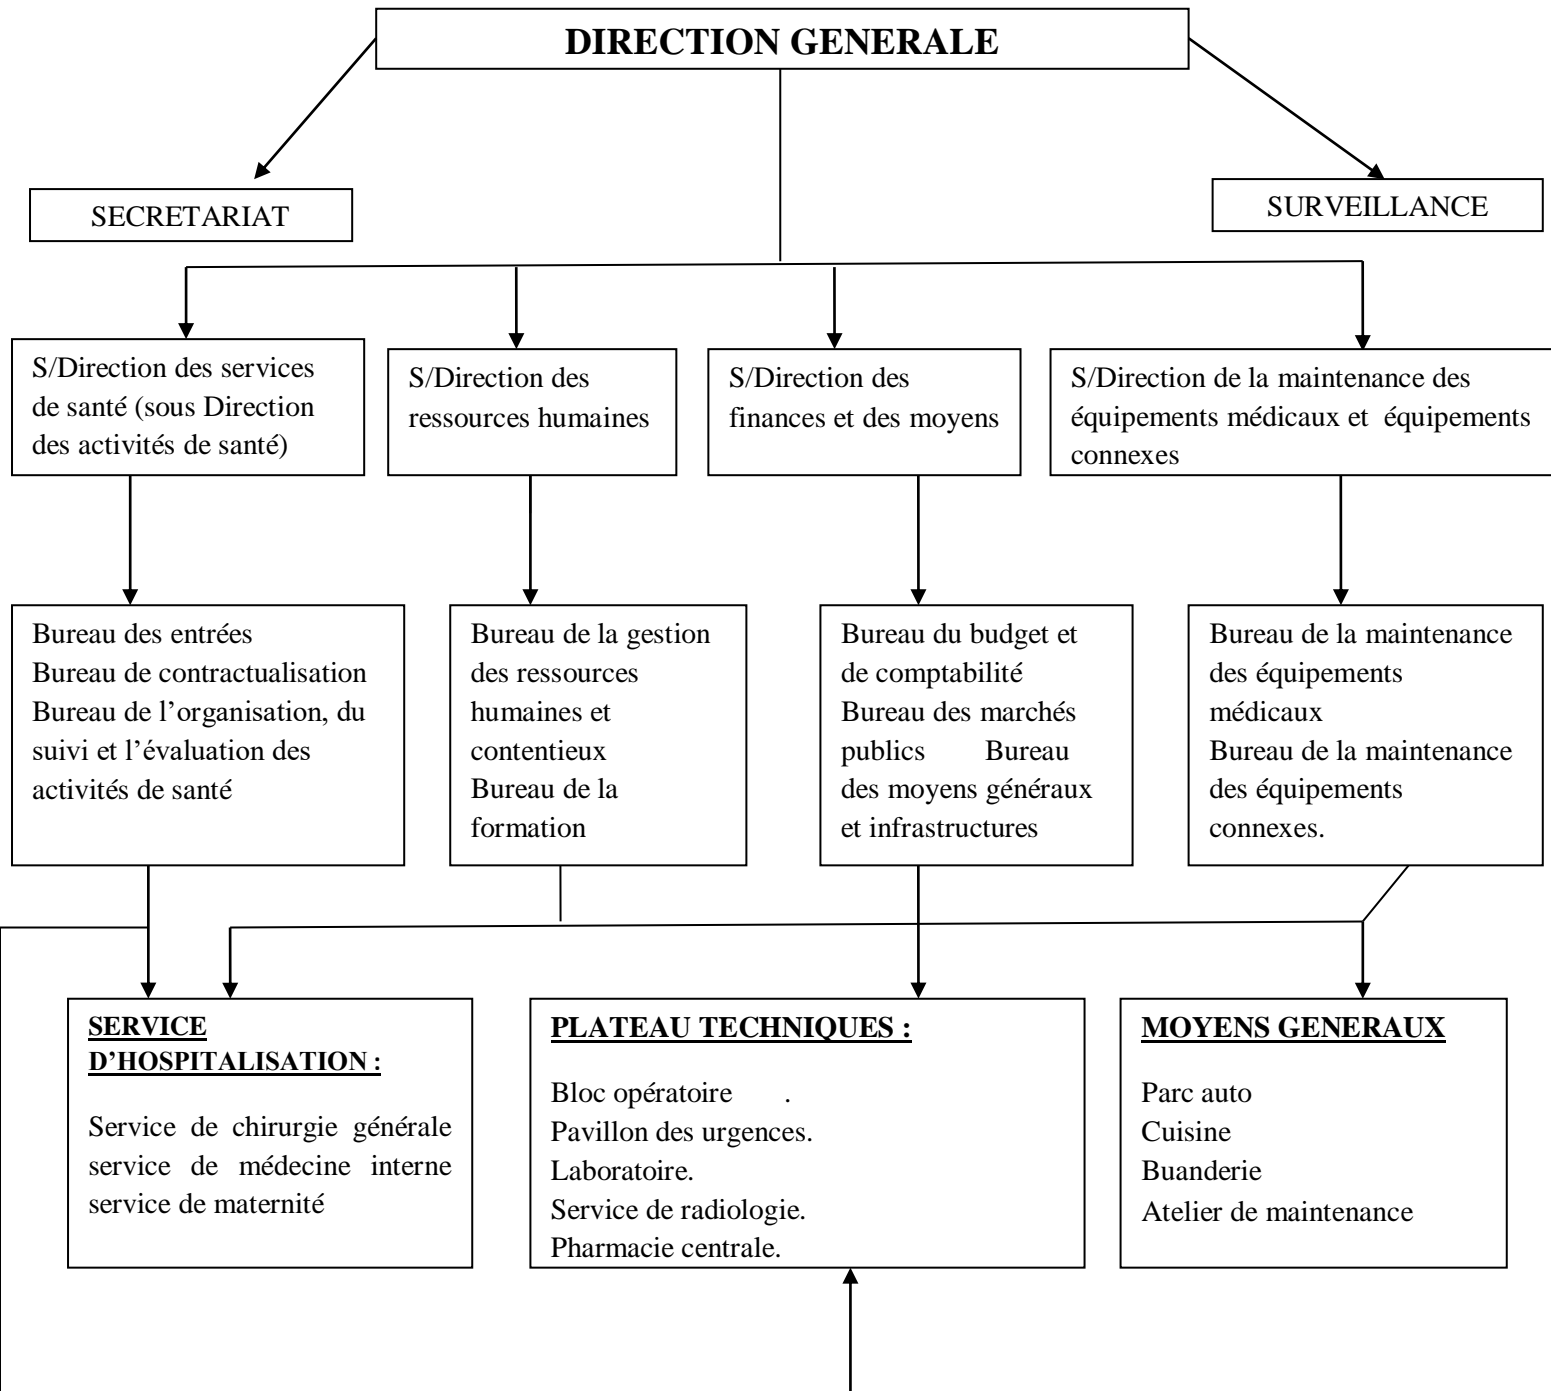 DIRECTION GENERALE
SECRETARIAT
SURVEILLANCE
S/Direction des services
de santé (sous Direction
des activités de santé)
S/Direction des
ressources humaines
S/Direction des
finances et des moyens
S/Direction de la maintenance des
équipements médicaux et équipements
connexes
Bureau des entrées
Bureau de contractualisation
Bureau de l’organisation, du
suivi et l’évaluation des
activités de santé
Bureau de la gestion
des ressources
humaines et
contentieux
Bureau de la
formation
Bureau du budget et
de comptabilité
Bureau des marchés
publics Bureau
des moyens généraux
et infrastructures
Bureau de la maintenance
des équipements
médicaux
Bureau de la maintenance
des équipements
connexes.
SERVICE
D’HOSPITALISATION :
Service de chirurgie générale
service de médecine interne
service de maternité
PLATEAU TECHNIQUES :
Bloc opératoire .
Pavillon des urgences.
Laboratoire.
Service de radiologie.
Pharmacie centrale.
MOYENS GENERAUX
Parc auto
Cuisine
Buanderie
Atelier de maintenance